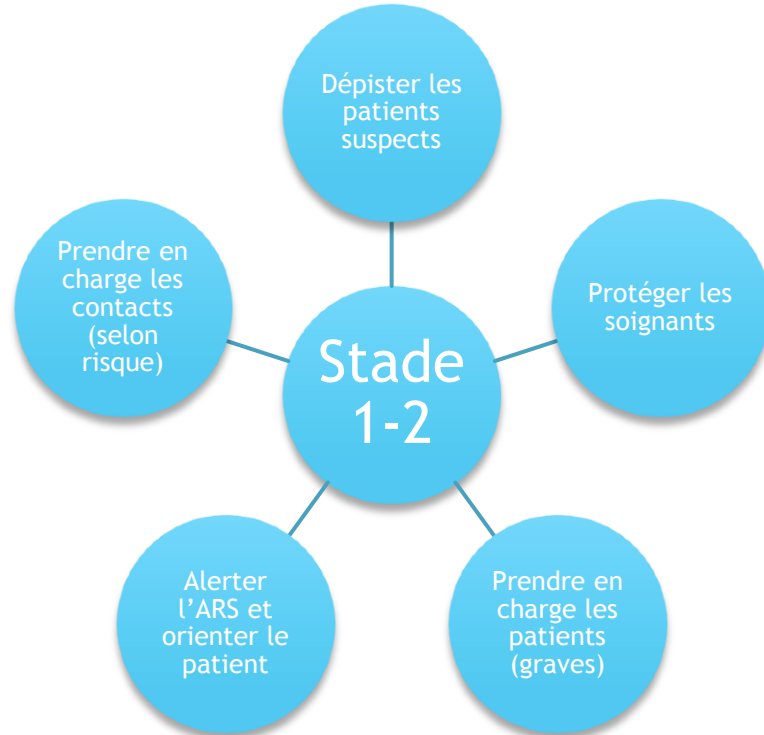 Dépister les
patients
suspects
Prendre en
charge les
contacts
(selon
risque)
Protéger les
soignants
Stade
1-2
Alerter
l’ARS et
orienter le
patient
Prendre en
charge les
patients
(graves)